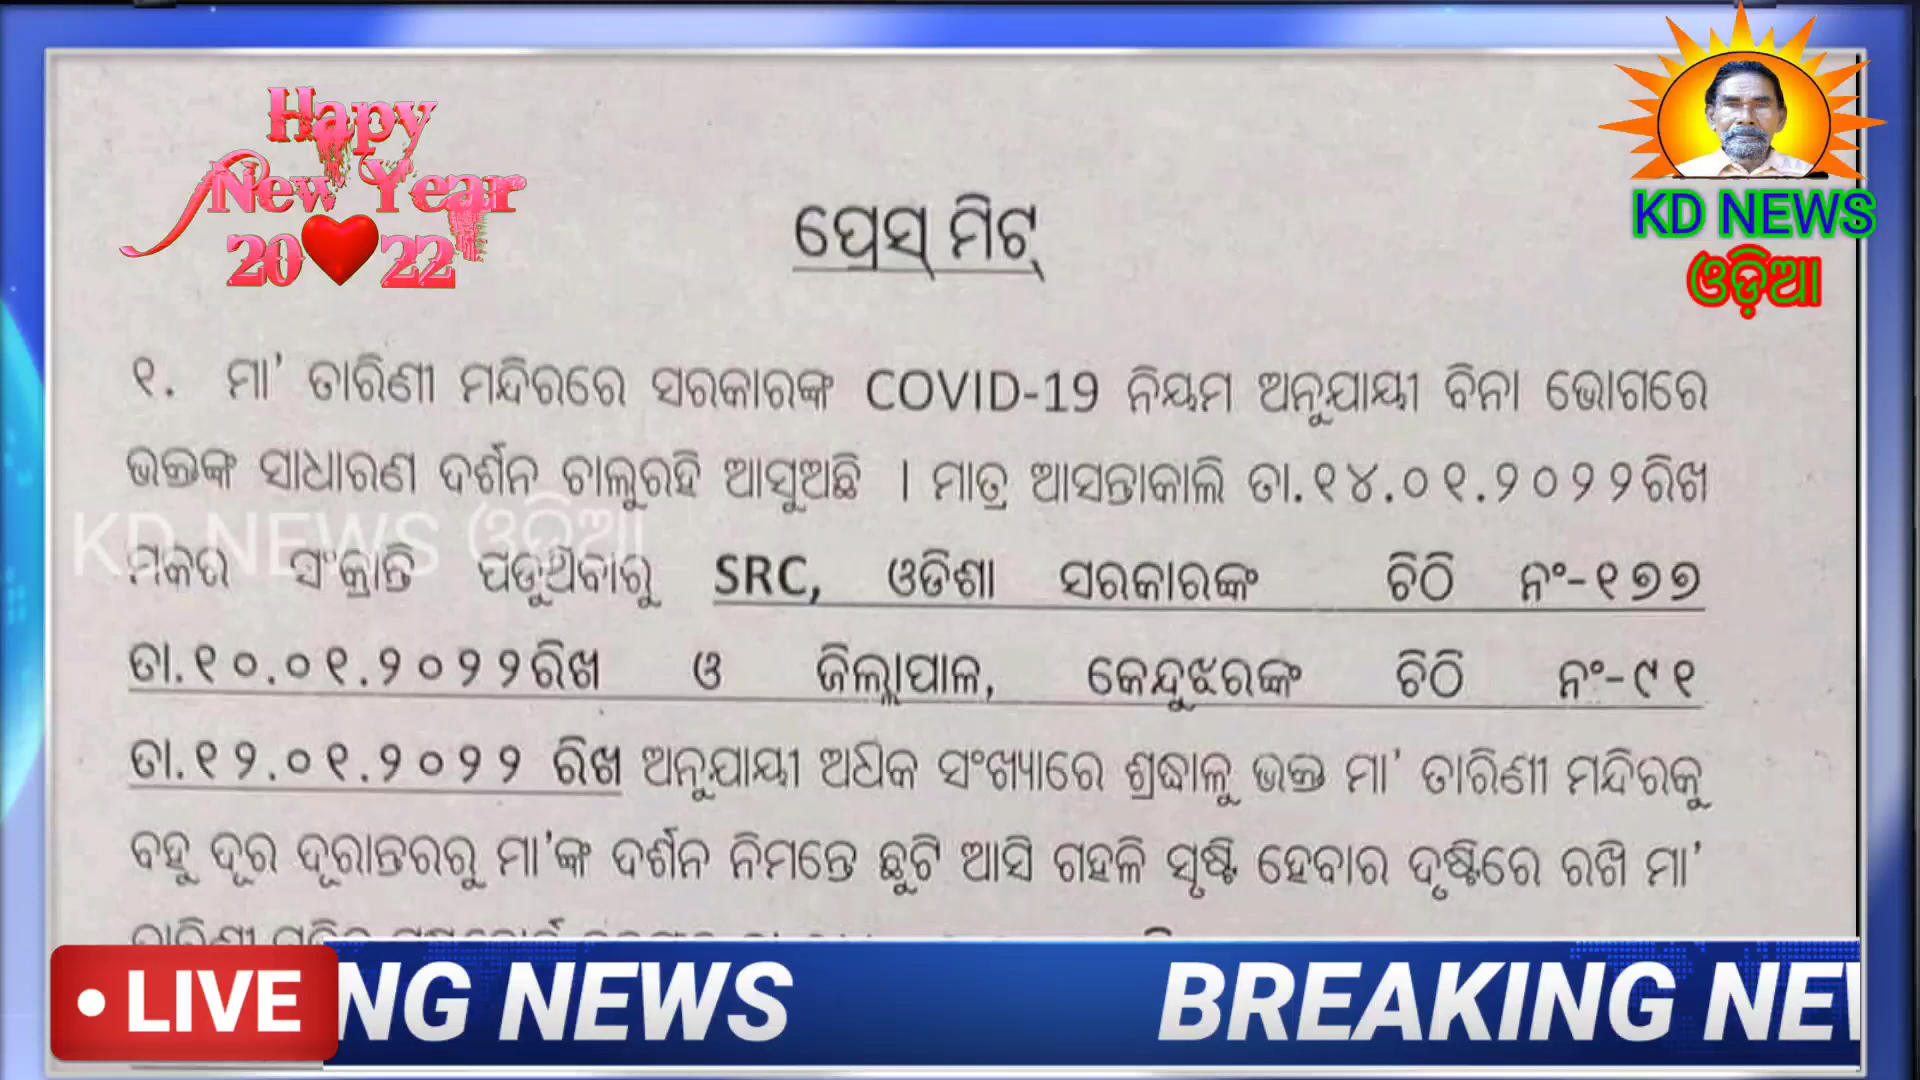 Hapy
New Year
20 22
KD NEWS
ଓଡ଼ିଆ
ପ୍ରେସ୍ ମିଟ୍
୧. ମା' ତାରିଣୀ ମନ୍ଦିରରେ ସରକାରଙ୍କ COVID-19 ନିୟମ ଅନୁଯାୟୀ ବିନା ଭୋଗରେ
ଭକ୍ତଙ୍କ ସାଧାରଣ ଦର୍ଶନ ଚାଲୁରହି ଆସୁଅଛି । ମାତ୍ର ଆସନ୍ତାକାଲି ତା.୧୪.୦୧.୨୦୨୨ରିଖ
KD NEWS ଓଡ଼ିଆ
ମକର ସଂକ୍ରାନ୍ତି ପଡୁଥିବାରୁ SRC, ଓଡିଶା ସରକାରଙ୍କ ଚିଠି ନଂ-୧୭୭
ତା.୧୦.୦୧.୨୦୨୨ରିଖ ଓ ଜିଲ୍ଲାପାଳ, କେନ୍ଦୁଝରଙ୍କ ଚିଠି ନଂ-୯୧
ତା.୧୨.୦୧.୨୦୨୨ ରିଖ ଅନୁଯାୟୀ ଅଧିକ ସଂଖ୍ୟାରେ ଶ୍ରଦ୍ଧାଳୁ ଭକ୍ତ ମା' ତାରିଣୀ ମନ୍ଦିରକୁ
ବହୁ ଦୂର ଦୂରାନ୍ତରରୁ ମା'ଙ୍କ ଦର୍ଶନ ନିମନ୍ତେ ଛୁଟି ଆସି ଗହଳି ସୃଷ୍ଟି ହେବାର ଦୃଷ୍ଟିରେ ରଖି ମା'
LIVE NG NEWS BREAKING NEW